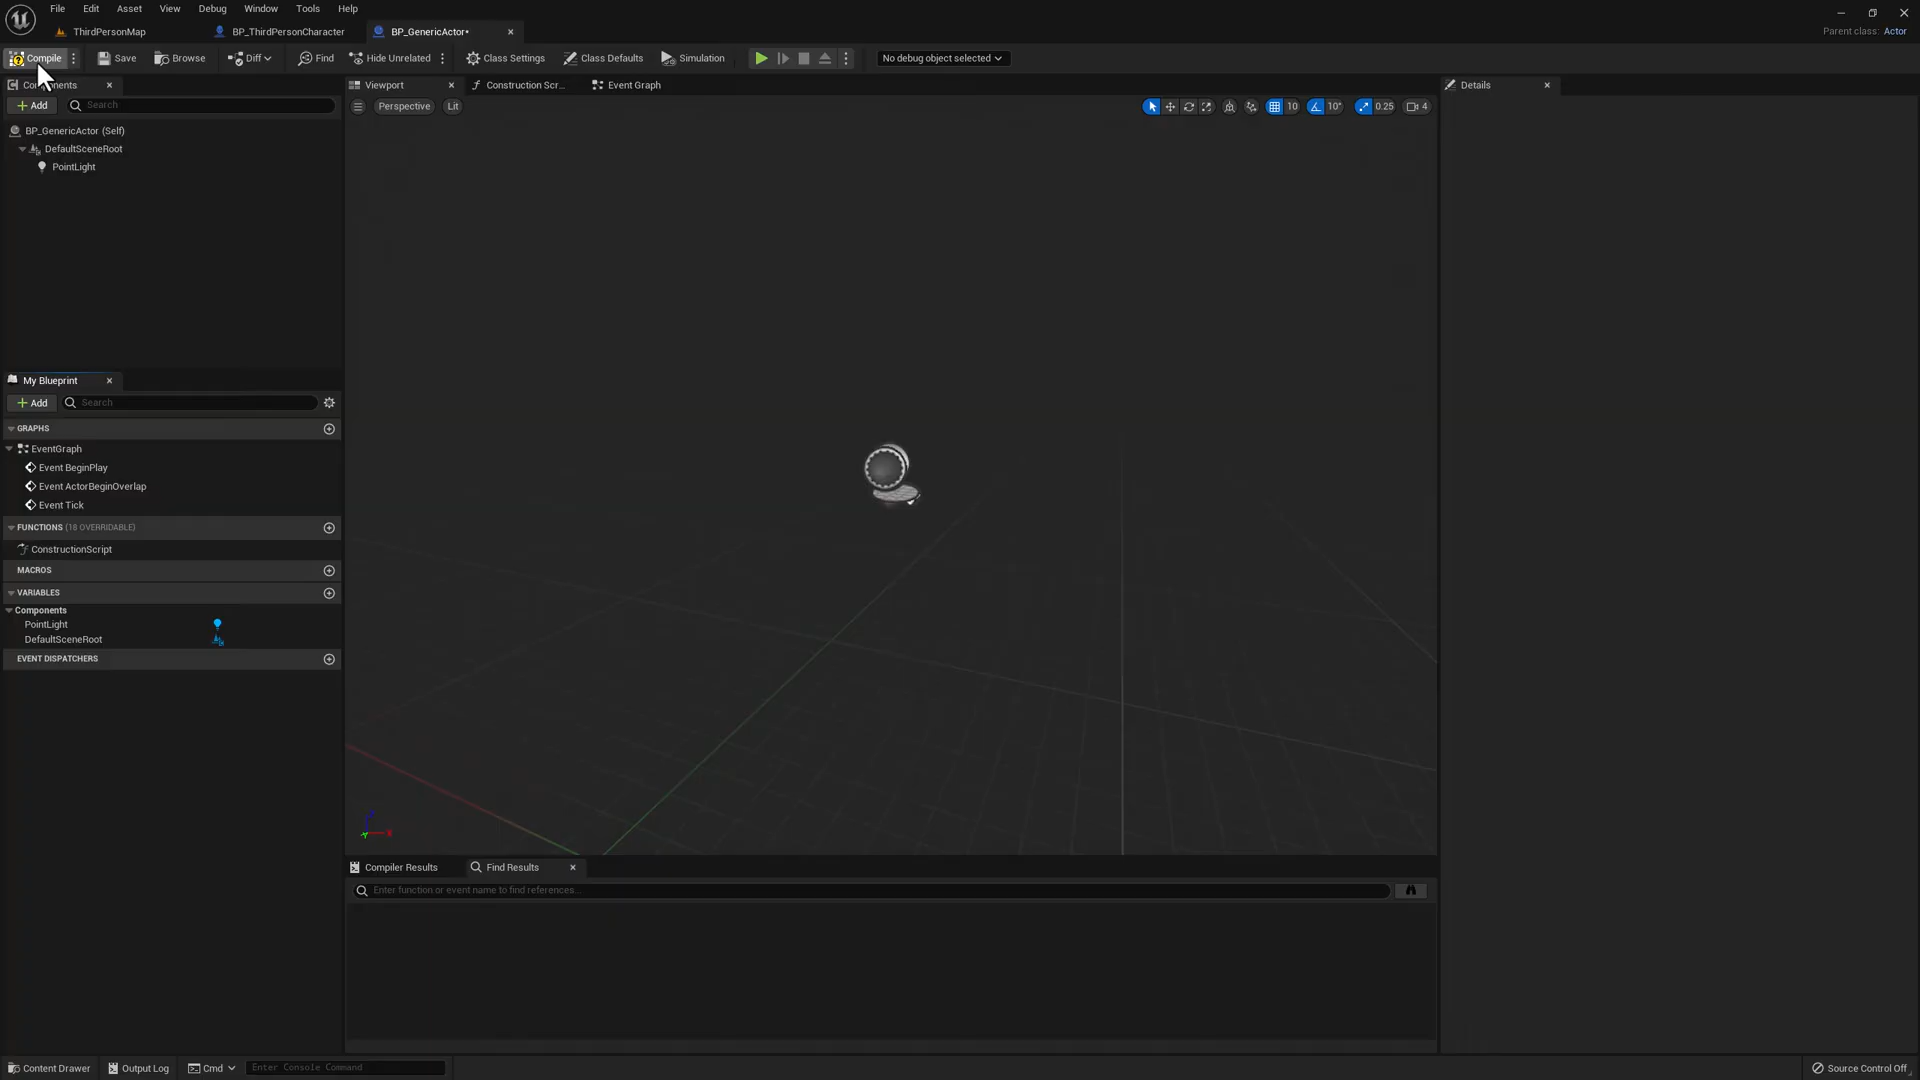 File Edit Asset View Debug Window Tools Help
ThirdPersonMap BP_ThirdPersonCharacter BP_GenericActor•
Parent class: Actor
Compile Save Browse Diff Find Hide Unrelated Class Settings Class Defaults Simulation No debug object selected
Components
Viewport Construction Scr... Event Graph Details
Add Search
Perspective Lit 10 10° 0.25 4
BP_GenericActor (Self)
DefaultSceneRoot
PointLight
My Blueprint
Add Search
GRAPHS
EventGraph
Event BeginPlay
Event ActorBeginOverlap
Event Tick
FUNCTIONS (18 OVERRIDABLE)
ConstructionScript
MACROS
VARIABLES
Components
PointLight
DefaultSceneRoot
EVENT DISPATCHERS
X
Compiler Results Find Results
Enter function or event name to find references...
Content Drawer Output Log Cmd Enter Console Command Source Control Off